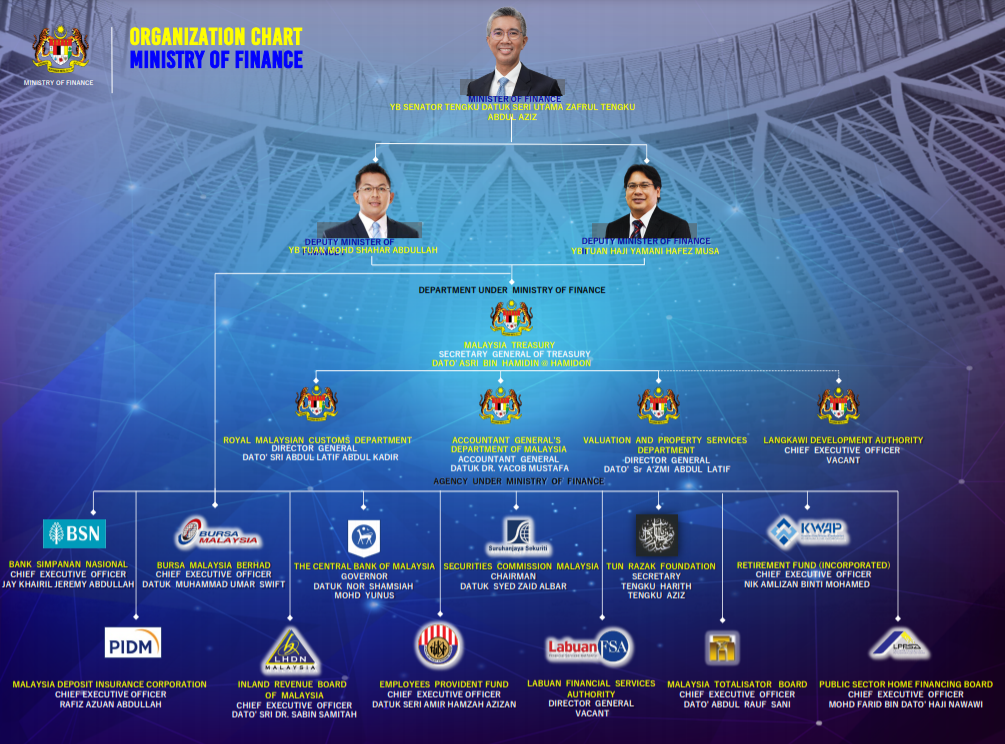 ORGANIZATION CHART
MINISTRY OF FINANCE
MINISTRY OF FINANCE
MINISTER OF FINANCE
YB SENATOR TENGKU DATUK SERI UTAMA ZAFRUL TENGKU
ABDUL AZIZ
DEPUTY MINISTER OF
YB TUAN MOHD SHAHAR ABDULLAH
DEPUTY MINISTER OF FINANCE
YB TUAN HAJI YAMANI HAFEZ MUSA
DEPARTMENT UNDER MINISTRY OF FINANCE
MALAYSIA TREASURY
SECRETARY GENERAL OF TREASURY
DATO' ASRI BIN HAMIDIN @ HAMIDON
ROYAL MALAYSIAN CUSTOMS DEPARTMENT
DIRECTOR GENERAL
DATO' SRI ABDUL LATIF ABDUL KADIR
ACCOUNTANT GENERAL'S
DEPARTMENT OF MALAYSIA
ACCOUNTANT GENERAL
DATUK DR. YACOB MUSTAFA
VALUATION AND PROPERTY SERVICES
DEPARTMENT
DIRECTOR GENERAL
DATO' Sr A'ZMI ABDUL LATIF
LANGKAWI DEVELOPMENT AUTHORITY
CHIEF EXECUTIVE OFFICER
VACANT
AGENCY UNDER MINISTRY OF FINANCE
BSN
BANK SIMPANAN NASIONAL
CHIEF EXECUTIVE OFFICER
JAY KHAIRIL JEREMY ABDULLAH
BURSA
MALAYSIA
BURSA MALAYSIA BERHAD
CHIEF EXECUTIVE OFFICER
DATUK MUHAMMAD UMAR SWIFT
THE CENTRAL BANK OF MALAYSIA
GOVERNOR
DATUK NOR SHAMSIAH
MOHD YUNUS
Suruhanjaya Sekuriti
SECURITIES COMMISSION MALAYSIA
CHAIRMAN
DATUK SYED ZAID ALBAR
TUN RAZAK FOUNDATION
SECRETARY
TENGKU HARITH
TENGKU AZIZ
KWAP
RETIREMENT FUND (INCORPORATED)
CHIEF EXECUTIVE OFFICER
NIK AMLIZAN BINTI MOHAMED
PIDM
MALAYSIA DEPOSIT INSURANCE CORPORATION
CHIEF EXECUTIVE OFFICER
RAFIZ AZUAN ABDULLAH
LHDN
MALAYSIA
INLAND REVENUE BOARD
OF MALAYSIA
CHIEF EXECUTIVE OFFICER
DATO' SRI DR. SABIN SAMITAH
EMPLOYEES PROVIDENT FUND
CHIEF EXECUTIVE OFFICER
DATUK SERI AMIR HAMZAH AZIZAN
Labuan FSA
LABUAN FINANCIAL SERVICES
AUTHORITY
DIRECTOR GENERAL
VACANT
MALAYSIA TOTALISATOR BOARD
CHIEF EXECUTIVE OFFICER
DATO' ABDUL RAUF SANI
LPPSA
PUBLIC SECTOR HOME FINANCING BOARD
CHIEF EXECUTIVE OFFICER
MOHD FARID BIN DATO' HAJI NAWAWI